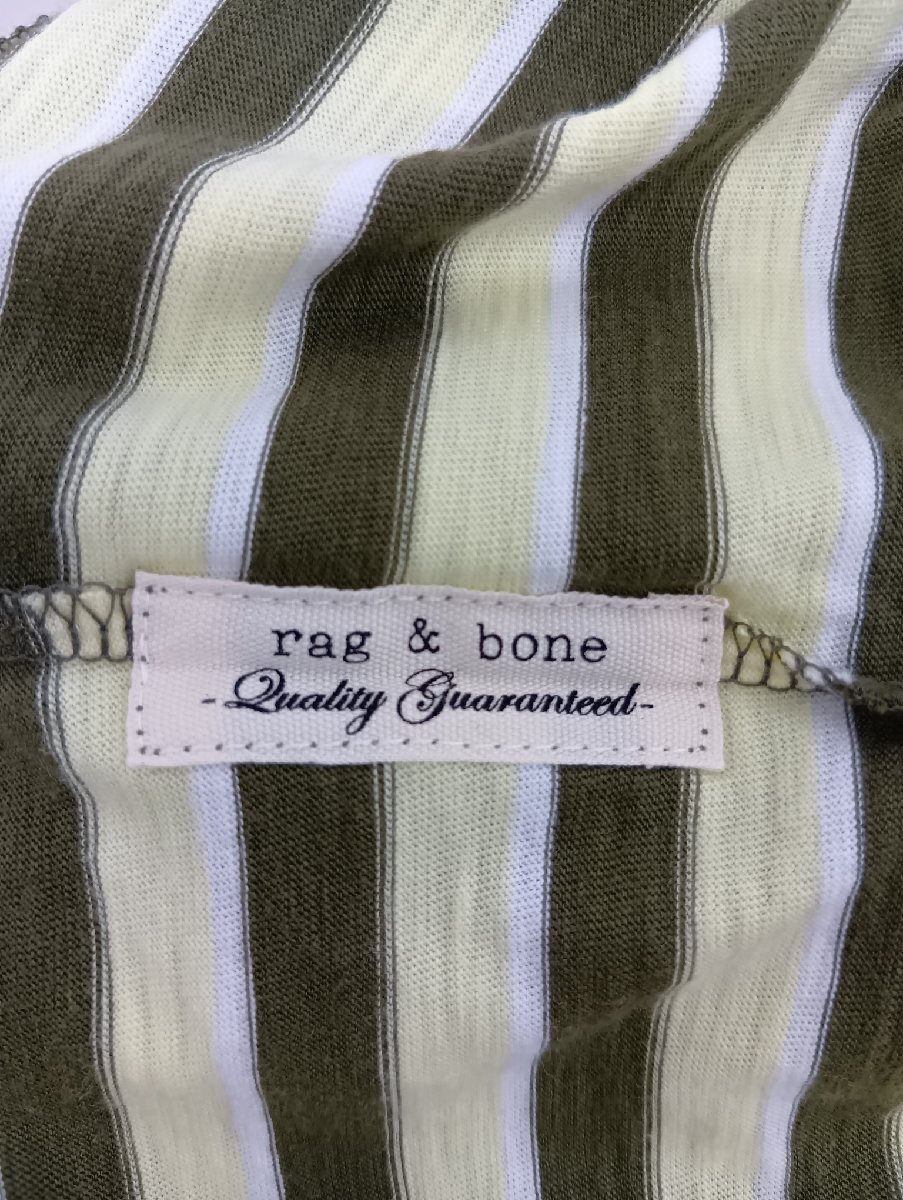 rag & bone
-Quality Guaranteed-